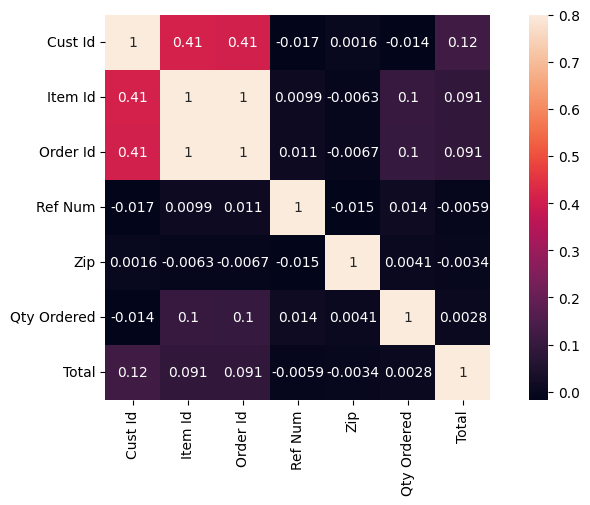 Cust Id 1 0.41 0.41 -0.017 0.0016 -0.014 0.12
Item Id 0.41 1 1 0.0099 -0.0063 0.1 0.091
Order Id 0.41 1 1 0.011 -0.0067 0.1 0.091
Ref Num -0.017 0.0099 0.011 1 -0.015 0.014 -0.0059
Zip 0.0016 -0.0063 -0.0067 -0.015 1 0.0041 -0.0034
Qty Ordered -0.014 0.1 0.1 0.014 0.0041 1 0.0028
Total 0.12 0.091 0.091 -0.0059 -0.0034 0.0028 1
Cust Id
Item Id
Order Id
Ref Num
Zip
Qty Ordered
Total
0.8
0.7
0.6
0.5
0.4
0.3
0.2
0.1
0.0